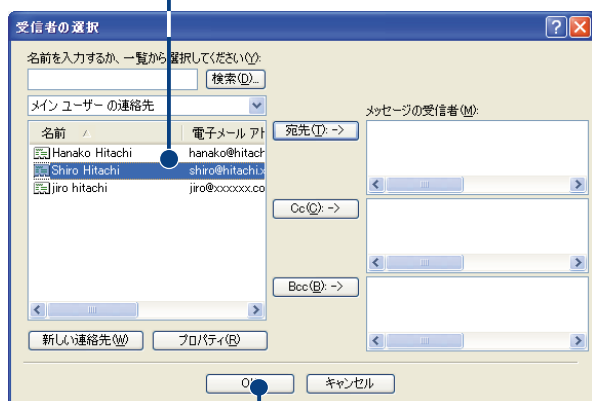 受信者の選択
名前を入力するか、一覧から選択してください(Y):
検索(D)...
メイン ユーザー の連絡先
メッセージの受信者(M):
名前 電子メール アド
宛先(T): ->
Hanako Hitachi hanako@hitach
Shiro Hitachi shiro@hitachi.x
jiro hitachi jiro@xxxxxx.co
Cc(C): ->
Bcc(B): ->
新しい連絡先(W) プロパティ(R)
OK キャンセル